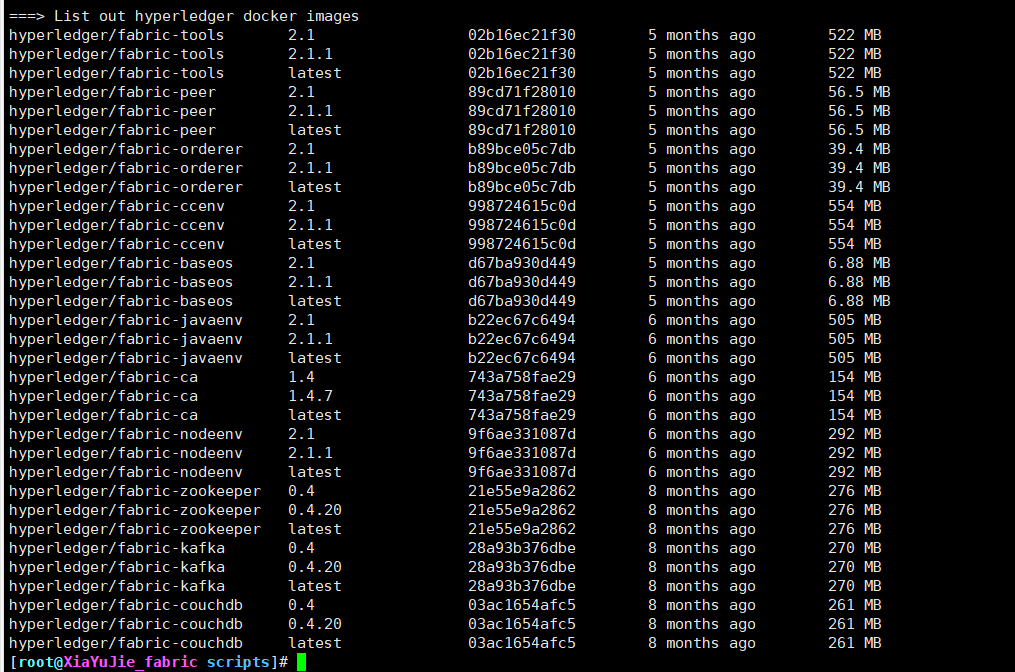 ===> List out hyperledger docker images
hyperledger/fabric-tools 2.1 02b16ec21f30 5 months ago 522 MB
hyperledger/fabric-tools 2.1.1 02b16ec21f30 5 months ago 522 MB
hyperledger/fabric-tools latest 02b16ec21f30 5 months ago 522 MB
hyperledger/fabric-peer 2.1 89cd71f28010 5 months ago 56.5 MB
hyperledger/fabric-peer 2.1.1 89cd71f28010 5 months ago 56.5 MB
hyperledger/fabric-peer latest 89cd71f28010 5 months ago 56.5 MB
hyperledger/fabric-orderer 2.1 b89bce05c7db 5 months ago 39.4 MB
hyperledger/fabric-orderer 2.1.1 b89bce05c7db 5 months ago 39.4 MB
hyperledger/fabric-orderer latest b89bce05c7db 5 months ago 39.4 MB
hyperledger/fabric-ccenv 2.1 998724615c0d 5 months ago 554 MB
hyperledger/fabric-ccenv 2.1.1 998724615c0d 5 months ago 554 MB
hyperledger/fabric-ccenv latest 998724615c0d 5 months ago 554 MB
hyperledger/fabric-baseos 2.1 d67ba930d449 5 months ago 6.88 MB
hyperledger/fabric-baseos 2.1.1 d67ba930d449 5 months ago 6.88 MB
hyperledger/fabric-baseos latest d67ba930d449 5 months ago 6.88 MB
hyperledger/fabric-javaenv 2.1 b22ec67c6494 6 months ago 505 MB
hyperledger/fabric-javaenv 2.1.1 b22ec67c6494 6 months ago 505 MB
hyperledger/fabric-javaenv latest b22ec67c6494 6 months ago 505 MB
hyperledger/fabric-ca 1.4 743a758fae29 6 months ago 154 MB
hyperledger/fabric-ca 1.4.7 743a758fae29 6 months ago 154 MB
hyperledger/fabric-ca latest 743a758fae29 6 months ago 154 MB
hyperledger/fabric-nodeenv 2.1 9f6ae331087d 6 months ago 292 MB
hyperledger/fabric-nodeenv 2.1.1 9f6ae331087d 6 months ago 292 MB
hyperledger/fabric-nodeenv latest 9f6ae331087d 6 months ago 292 MB
hyperledger/fabric-zookeeper 0.4 21e55e9a2862 8 months ago 276 MB
hyperledger/fabric-zookeeper 0.4.20 21e55e9a2862 8 months ago 276 MB
hyperledger/fabric-zookeeper latest 21e55e9a2862 8 months ago 276 MB
hyperledger/fabric-kafka 0.4 28a93b376dbe 8 months ago 270 MB
hyperledger/fabric-kafka 0.4.20 28a93b376dbe 8 months ago 270 MB
hyperledger/fabric-kafka latest 28a93b376dbe 8 months ago 270 MB
hyperledger/fabric-couchdb 0.4 03ac1654afc5 8 months ago 261 MB
hyperledger/fabric-couchdb 0.4.20 03ac1654afc5 8 months ago 261 MB
hyperledger/fabric-couchdb latest 03ac1654afc5 8 months ago 261 MB
[root@XiaYuJie_fabric scripts]#